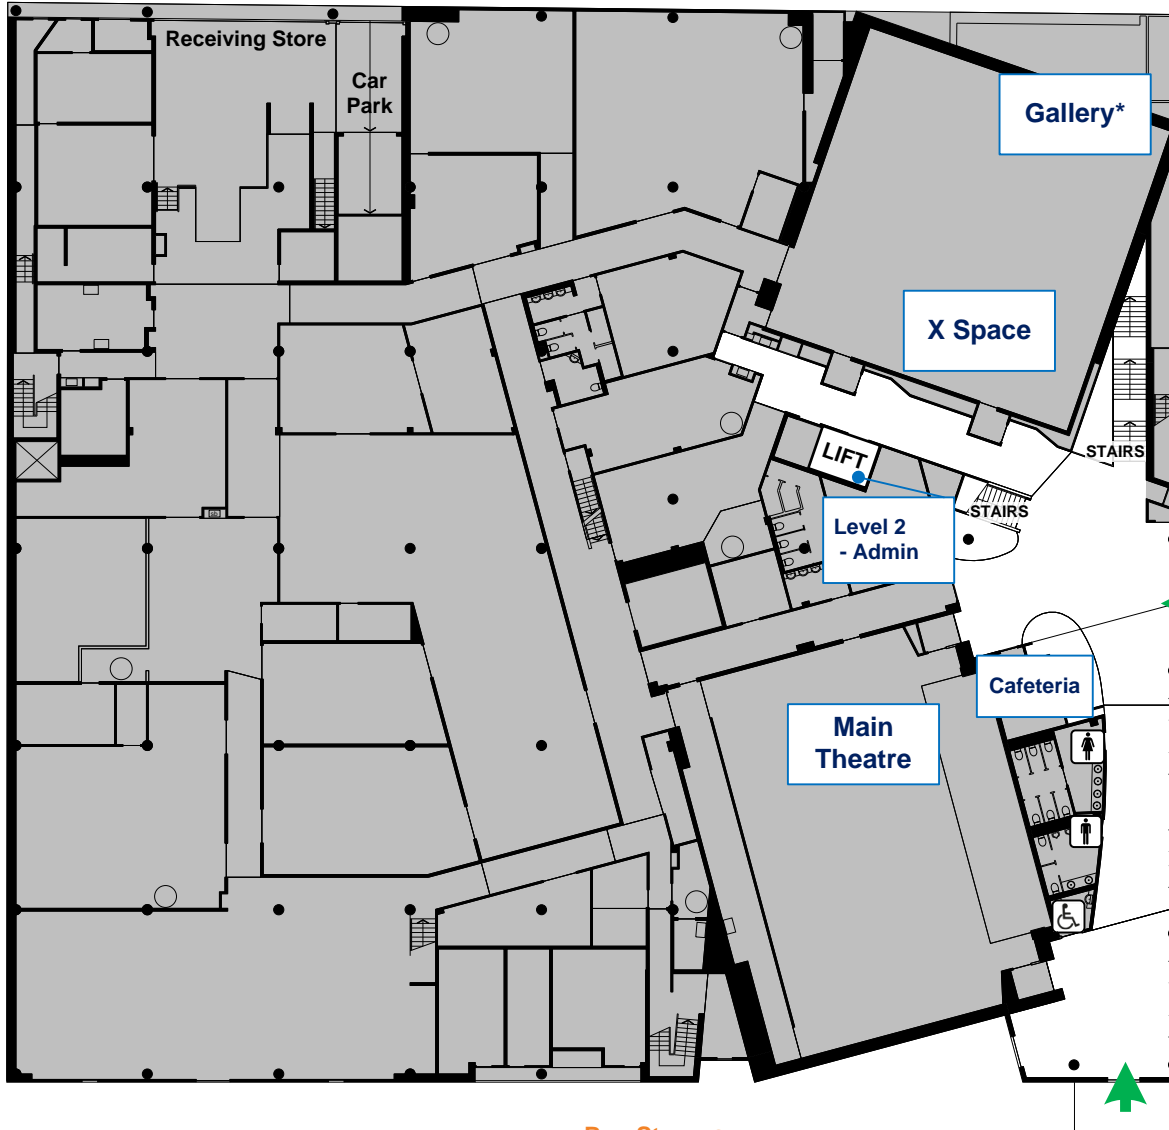 Receiving Store
Car
Park
Gallery*
X Space
LIFT
STAIRS
STAIRS
Level 2
- Admin
Cafeteria
Main
Theatre